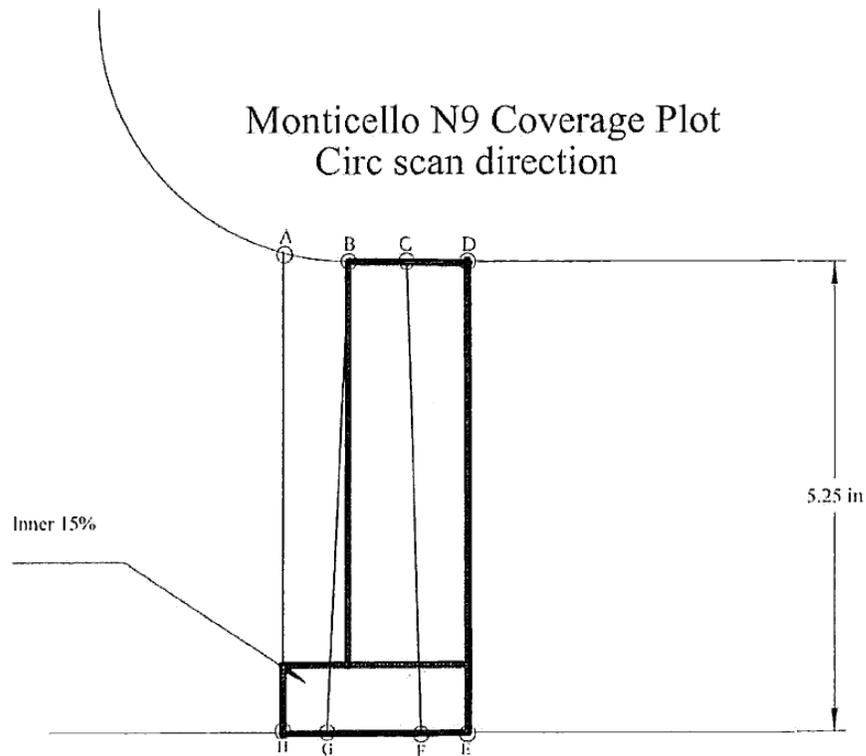 Monticello N9 Coverage Plot
Circ scan direction
A B C D
5.25 in
Inner 15%
H G F E